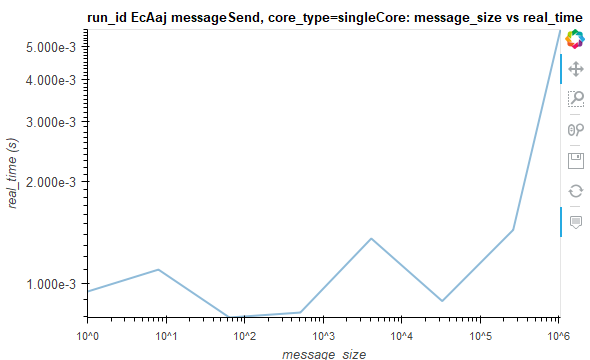 run_id EcAaj messageSend, core_type=singleCore: message_size vs real_time
5.000e-3
4.000e-3
3.000e-3
2.000e-3
1.000e-3
real_time (s)
10^0 10^1 10^2 10^3 10^4 10^5 10^6
message_size